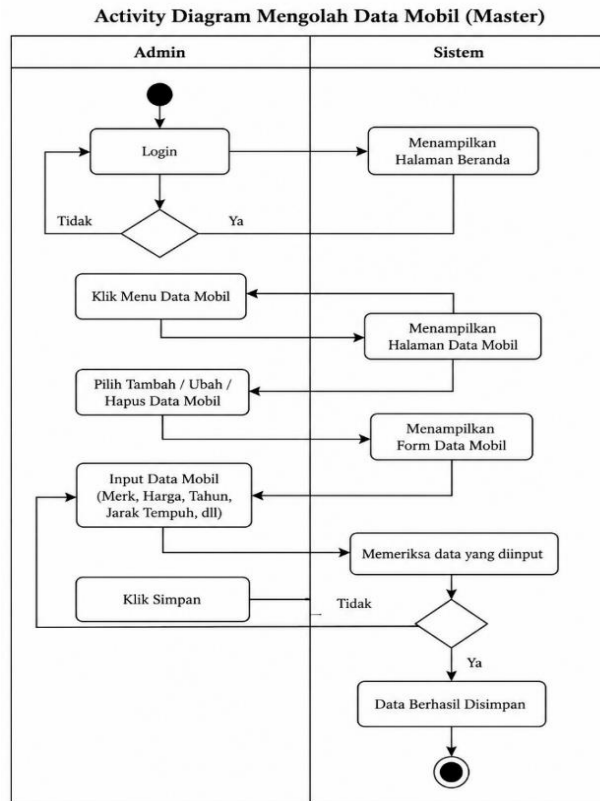 Activity Diagram Mengolah Data Mobil (Master)
Admin
Sistem
Login
Menampilkan
Halaman Beranda
Tidak
Ya
Klik Menu Data Mobil
Menampilkan
Halaman Data Mobil
Pilih Tambah / Ubah /
Hapus Data Mobil
Menampilkan
Form Data Mobil
Input Data Mobil
(Merk, Harga, Tahun,
Jarak Tempuh, dll)
Memeriksa data yang diinput
Klik Simpan
Tidak
Ya
Data Berhasil Disimpan